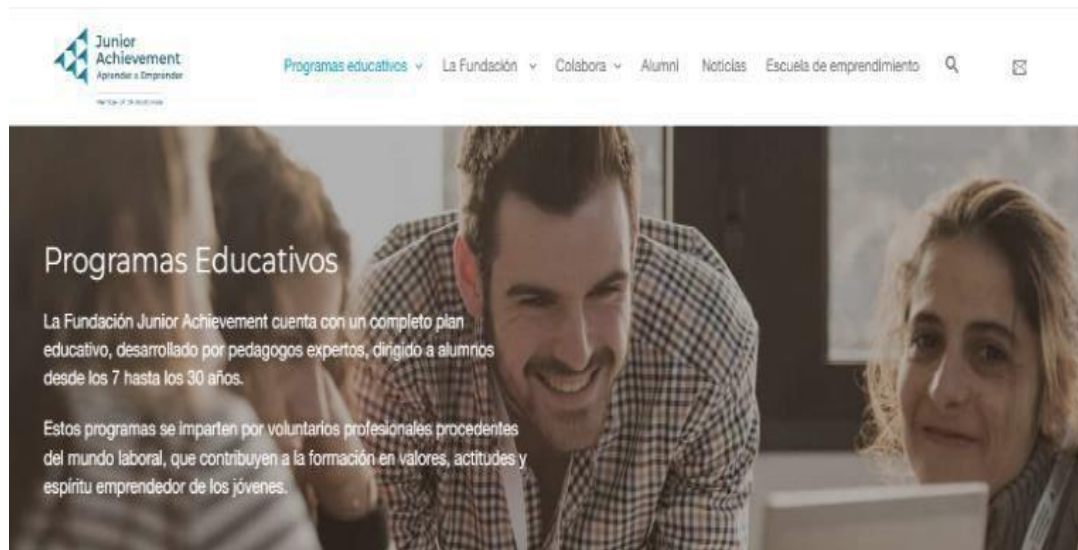 Junior
Achievement
Aprender a Emprender
Programas educativos
La Fundación
Colabora
Alumni
Noticias
Escuela de emprendimiento
Programas Educativos
La Fundación Junior Achievement cuenta con un completo plan
educativo, desarrollado por pedagogos expertos, dirigido a alumnos
desde los 7 hasta los 30 años.
Estos programas se imparten por voluntarios profesionales procedentes
del mundo laboral, que contribuyen a la formación en valores, actitudes y
espíritu emprendedor de los jóvenes.